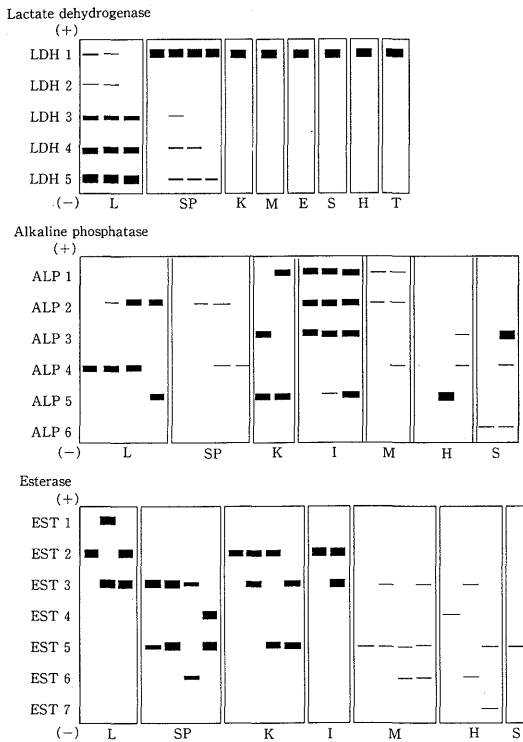 Lactate dehydrogenase
(+)
LDH 1
LDH 2
LDH 3
LDH 4
LDH 5
(-) L SP K M E S H T
Alkaline phosphatase
(+)
ALP 1
ALP 2
ALP 3
ALP 4
ALP 5
ALP 6
(-) L SP K I M H S
Esterase
(+)
EST 1
EST 2
EST 3
EST 4
EST 5
EST 6
EST 7
(-) L SP K I M H S